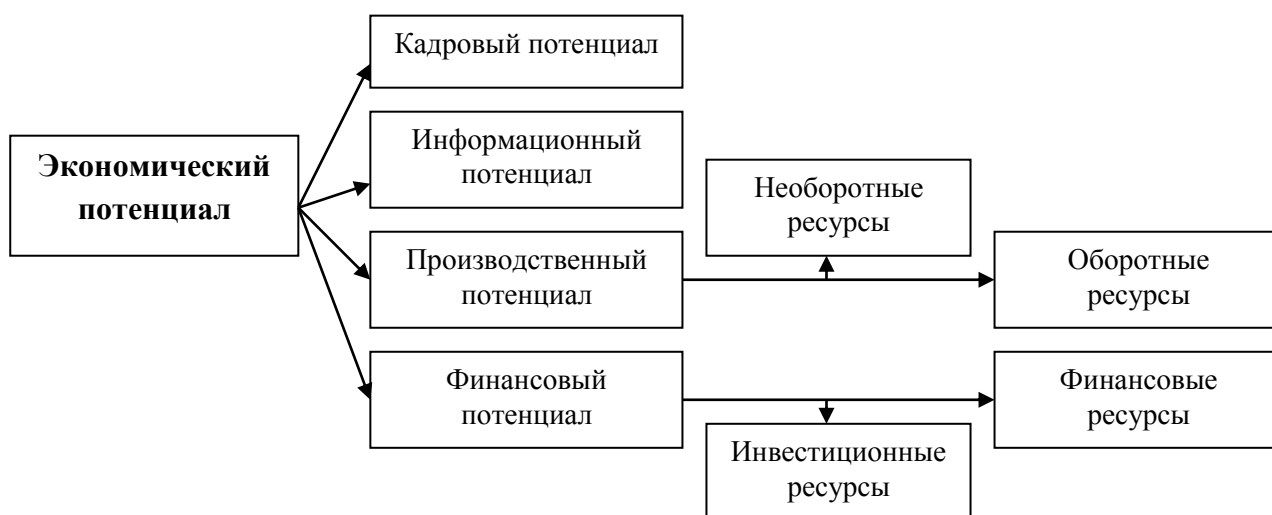 Кадровый потенциал
Информационный
потенциал
Экономический
потенциал
Необоротные
ресурсы
Производственный
потенциал
Оборотные
ресурсы
Финансовый
потенциал
Финансовые
ресурсы
Инвестиционные
ресурсы